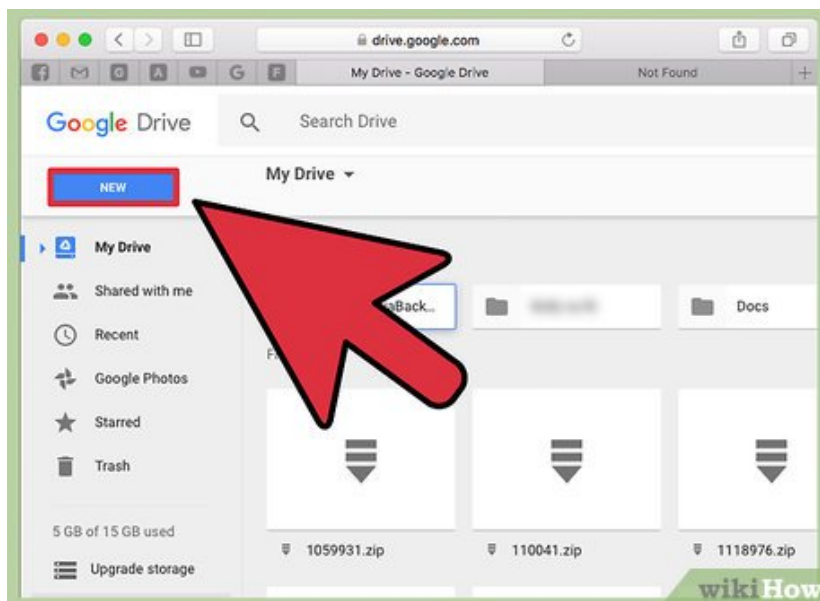 drive.google.com
My Drive - Google Drive
Not Found
Google Drive
Search Drive
NEW
My Drive
My Drive
Shared with me
Recent
Google Photos
Starred
Trash
5 GB of 15 GB used
Upgrade storage
Docs
1059931.zip
110041.zip
1118976.zip
wikiHow